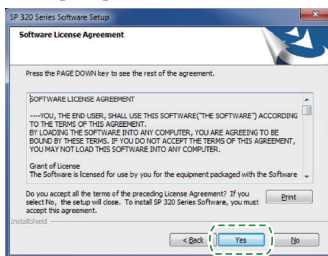 SP 320 Series Software Setup
Software License Agreement
Press the PAGE DOWN key to see the rest of the agreement.
SOFTWARE LICENSE AGREEMENT
----YOU, THE END USER, SHALL USE THIS SOFTWARE("THE SOFTWARE") ACCORDING
TO THE TERMS OF THIS AGREEMENT.
BY LOADING THE SOFTWARE INTO ANY COMPUTER, YOU ARE AGREEING TO BE
BOUND BY THESE TERMS. IF YOU DO NOT ACCEPT THE TERMS OF THIS AGREEMENT,
YOU MAY NOT LOAD THIS SOFTWARE INTO ANY COMPUTER.
Grant of License
The Software is licensed for use by you for the equipment packaged with the Software
Do you accept all the terms of the preceding License Agreement? If you
select No, the setup will close. To install SP 320 Series Software, you must
accept this agreement.
Print
InstallShield
< Back
Yes
No